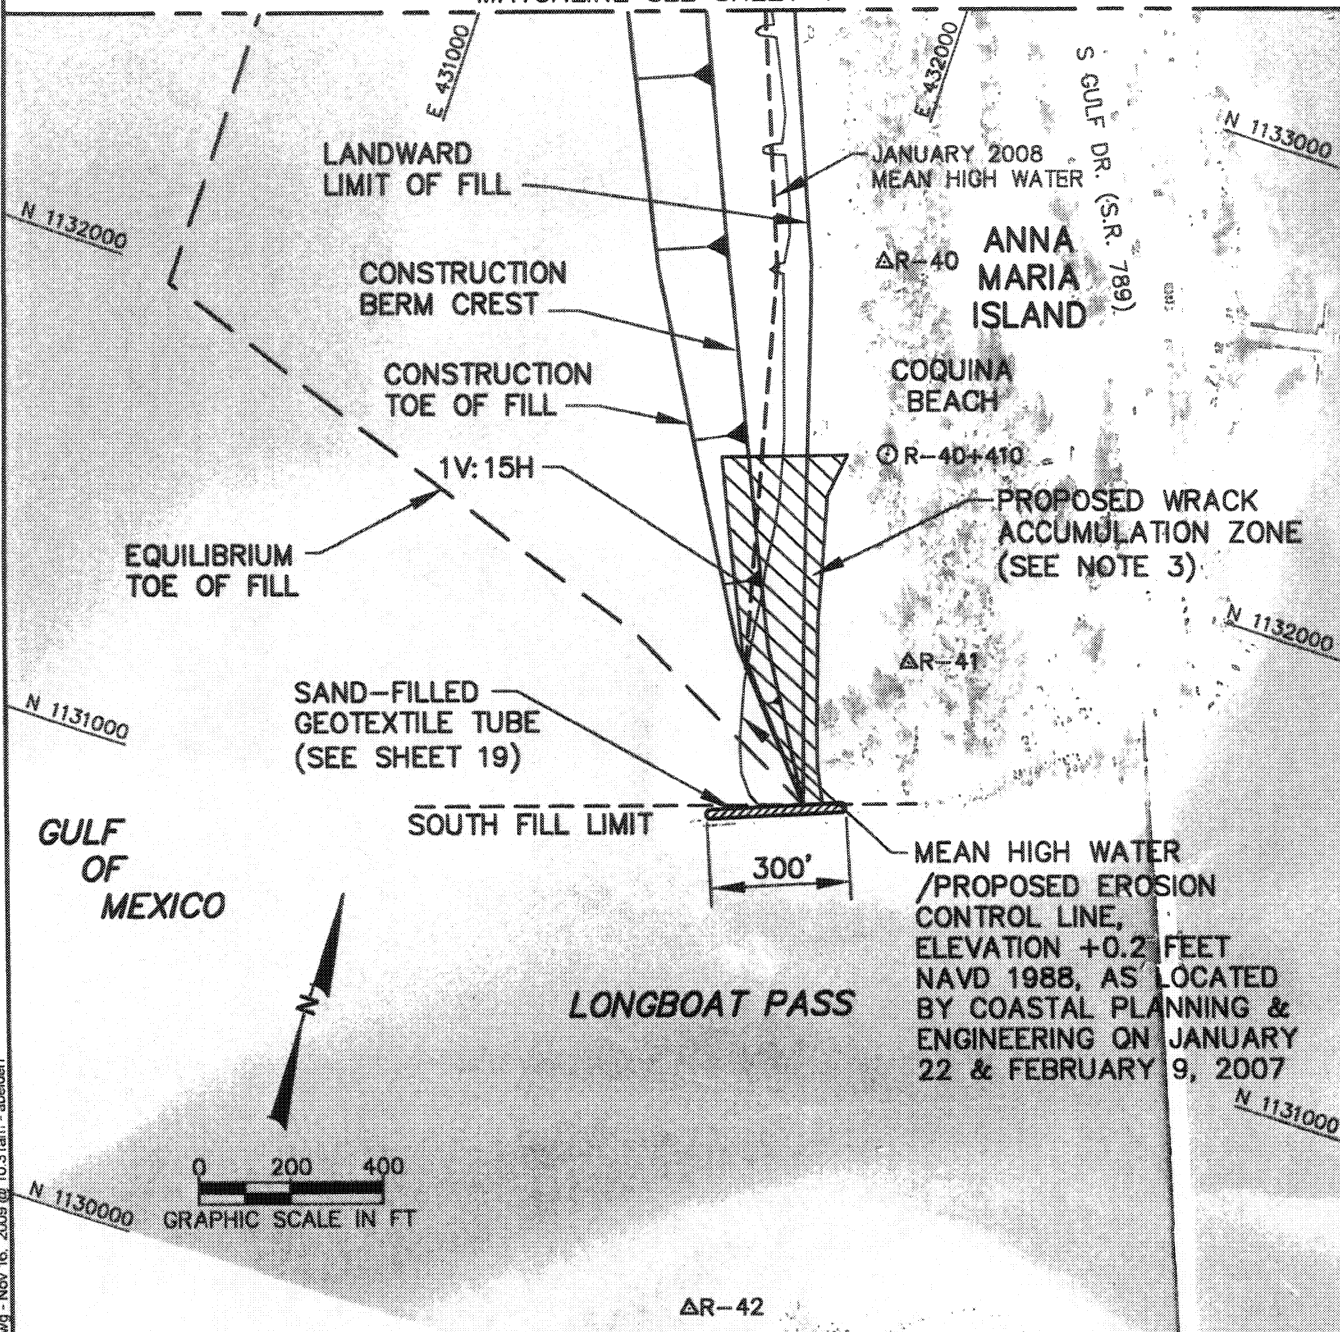 E 431000
E 432000
S GULF DR. (S.R. 789)
N 1133000
LANDWARD
LIMIT OF FILL
JANUARY 2008
MEAN HIGH WATER
N 1132000
ANNA
MARIA
ISLAND
△R-40
CONSTRUCTION
BERM CREST
CONSTRUCTION
TOE OF FILL
COQUINA
BEACH
R-40+410
1V:15H
PROPOSED WRACK
ACCUMULATION ZONE
(SEE NOTE 3)
EQUILIBRIUM
TOE OF FILL
N 1132000
△R-41
SAND-FILLED
GEOTEXTILE TUBE
(SEE SHEET 19)
N 1131000
SOUTH FILL LIMIT
GULF
OF
MEXICO
300'
MEAN HIGH WATER
/PROPOSED EROSION
CONTROL LINE,
ELEVATION +0.2 FEET
NAVD 1988, AS LOCATED
BY COASTAL PLANNING &
ENGINEERING ON JANUARY
22 & FEBRUARY 9, 2007
N
LONGBOAT PASS
N 1131000
0 200 400
GRAPHIC SCALE IN FT
N 1130000
△R-42